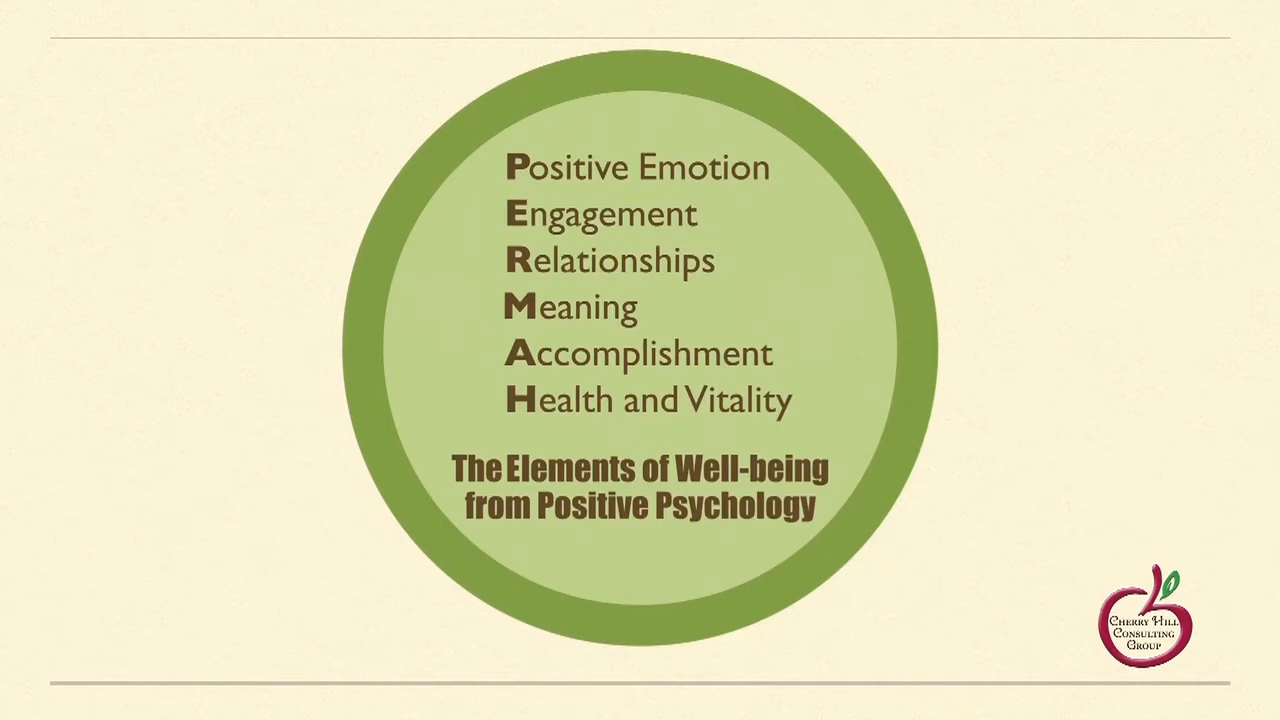 Positive Emotion
Engagement
Relationships
Meaning
Accomplishment
Health and Vitality
The Elements of Well-being
from Positive Psychology
Cherry Hill
Consulting
Group